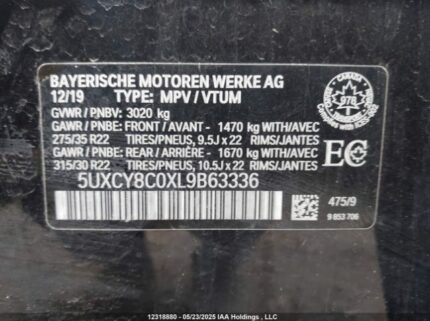 BAYERISCHE MOTOREN WERKE AG
12/19 TYPE: MPV / VTUM
GVWR / PNBV: 3020 kg
GAWR / PNBE: FRONT / AVANT - 1470 kg WITH/AVEC
275/35 R22 TIRES/PNEUS, 9.5J x 22 RIMS/JANTES
GAWR / PNBE: REAR / ARRIÈRE - 1670 kg WITH/AVEC
315/30 R22 TIRES/PNEUS, 10.5J x 22 RIMS/JANTES
5UXCY8C0XL9B63336
CANADA
978
EC
475/9
9 853 706
12318880 - 05/23/2025 IAA Holdings , LLC